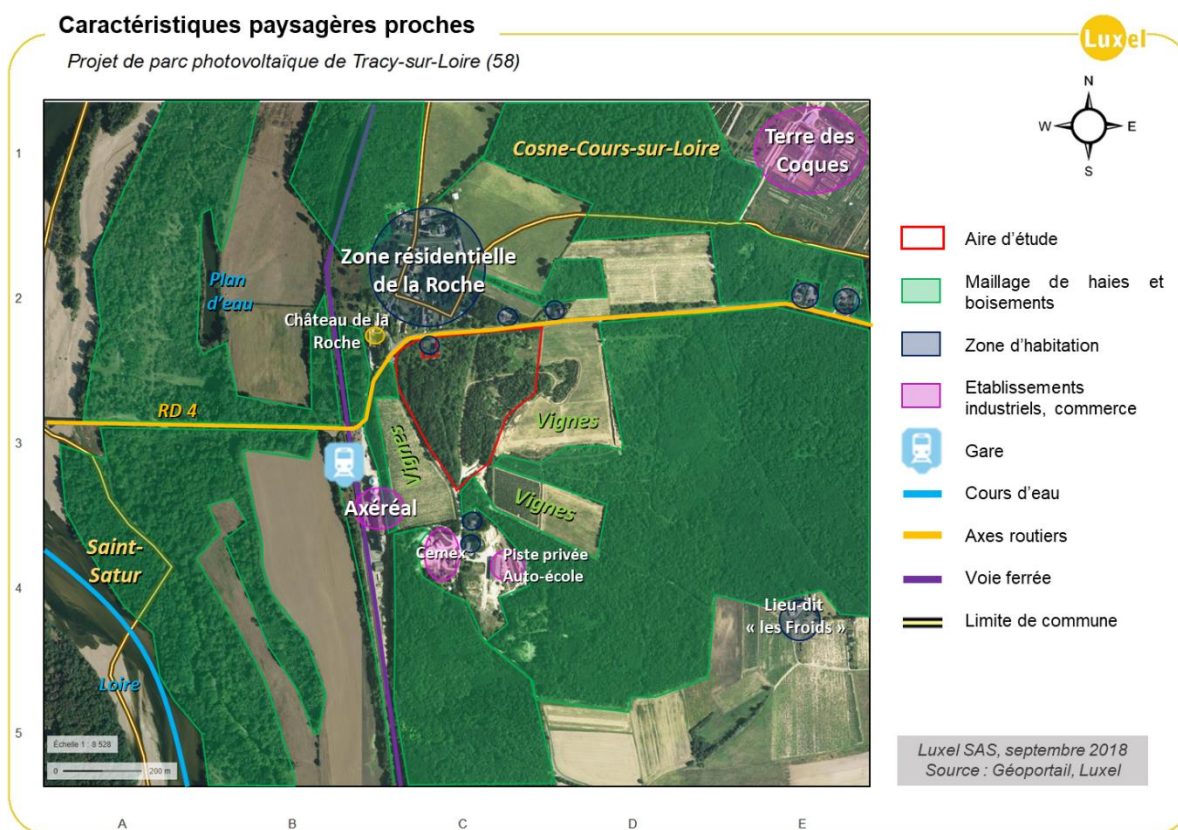 Caractéristiques paysagères proches
Projet de parc photovoltaïque de Tracy-sur-Loire (58)
Luxel
N
W
E
S
1
2
3
4
5
A
B
C
D
E
Cosne-Cours-sur-Loire
Terre des
Coques
Zone résidentielle
de la Roche
Plan
d'eau
Château de la
Roche
RD 4
Vignes
Vignes
Vignes
Axéréal
Cemex
Piste privée
Auto-école
Saint-
Satur
Lieu-dit
« les Froids »
Loire
Échelle 1 : 8 528
0
200 m
Aire d'étude
Maillage de haies et
boisements
Zone d'habitation
Etablissements
industriels, commerce
Gare
Cours d'eau
Axes routiers
Voie ferrée
Limite de commune
Luxel SAS, septembre 2018
Source : Géoportail, Luxel